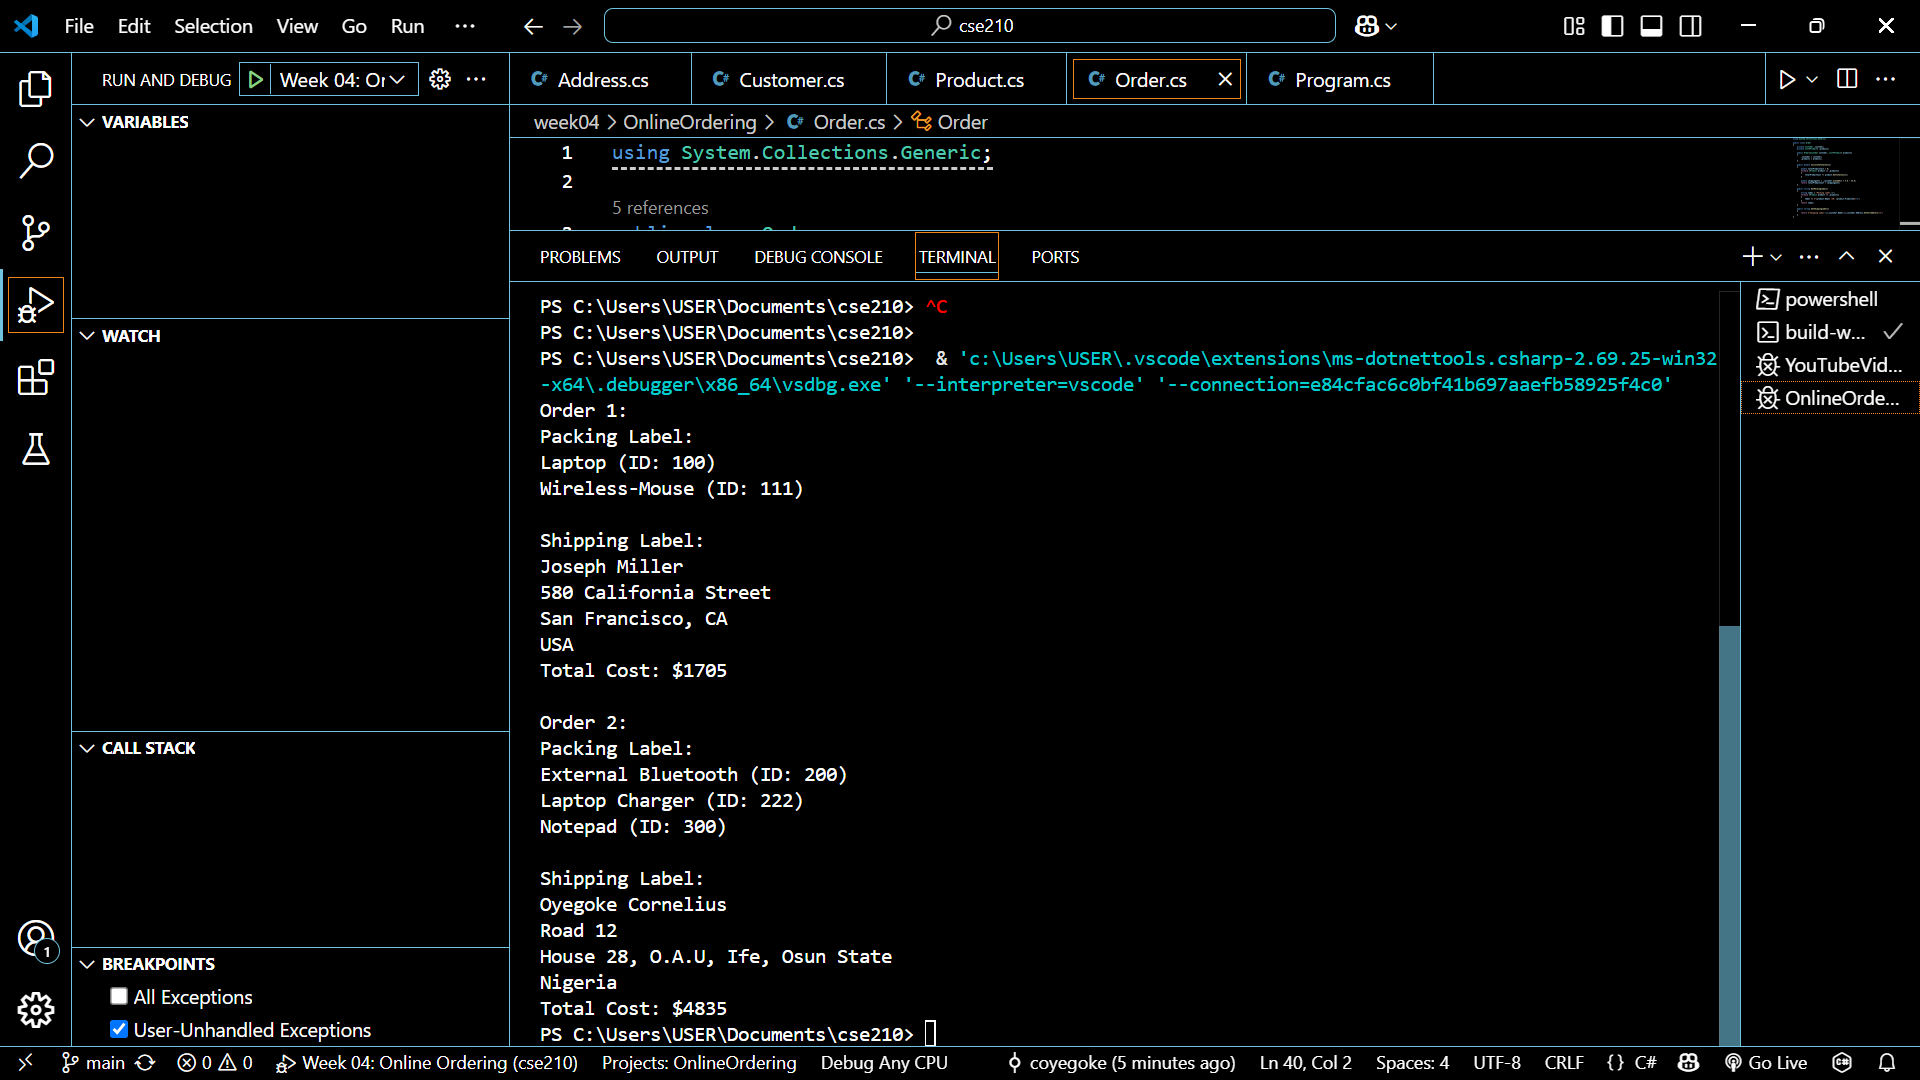 File Edit Selection View Go Run ··· cse210
RUN AND DEBUG Week 04: Or
Address.cs Customer.cs Product.cs Order.cs Program.cs
VARIABLES
WATCH
CALL STACK
BREAKPOINTS
All Exceptions
User-Unhandled Exceptions
week04 > OnlineOrdering > Order.cs > Order
1 using System.Collections.Generic;
2
5 references
PROBLEMS OUTPUT DEBUG CONSOLE TERMINAL PORTS
PS C:\Users\USER\Documents\cse210> ^C
PS C:\Users\USER\Documents\cse210>
PS C:\Users\USER\Documents\cse210> & 'c:\Users\USER\.vscode\extensions\ms-dotnettools.csharp-2.69.25-win32
-x64\.debugger\x86_64\vsdbg.exe' '--interpreter=vscode' '--connection=e84cfac6c0bf41b697aaefb58925f4c0'
Order 1:
Packing Label:
Laptop (ID: 100)
Wireless-Mouse (ID: 111)
Shipping Label:
Joseph Miller
580 California Street
San Francisco, CA
USA
Total Cost: $1705
Order 2:
Packing Label:
External Bluetooth (ID: 200)
Laptop Charger (ID: 222)
Notepad (ID: 300)
Shipping Label:
Oyegoke Cornelius
Road 12
House 28, O.A.U, Ife, Osun State
Nigeria
Total Cost: $4835
PS C:\Users\USER\Documents\cse210>
powershell
build-w...
YouTubeVid...
OnlineOrde...
1
main 0 0 Week 04: Online Ordering (cse210) Projects: OnlineOrdering Debug Any CPU coyegoke (5 minutes ago) Ln 40, Col 2 Spaces: 4 UTF-8 CRLF {} C# Go Live